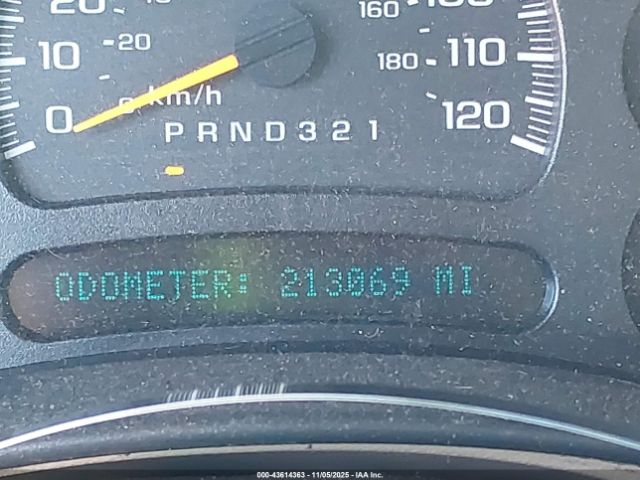 20
160
10 20 180 110
0 km/h 120
PRND321
ODOMETER: 213069 MI
000-43614363 - 11/05/2025 - IAA Inc.